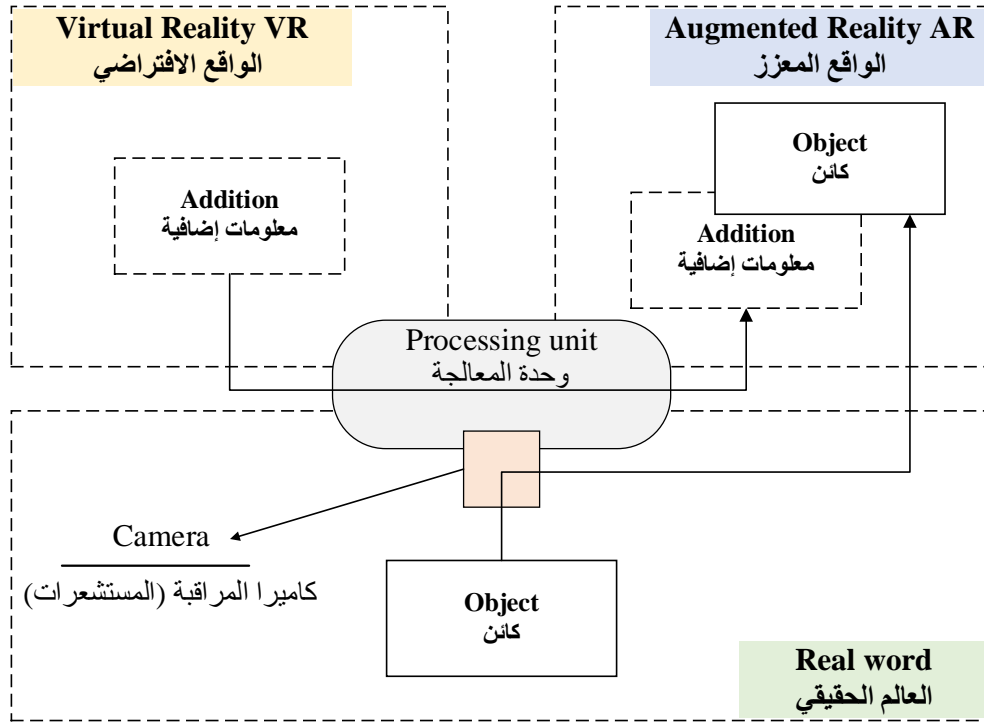 Virtual Reality VR
الواقع الافتراضي
Augmented Reality AR
الواقع المعزز
Object
كائن
Addition
معلومات إضافية
Addition
معلومات إضافية
Processing unit
وحدة المعالجة
Camera
كاميرا المراقبة (المستشعرات)
Object
كائن
Real word
العالم الحقيقي